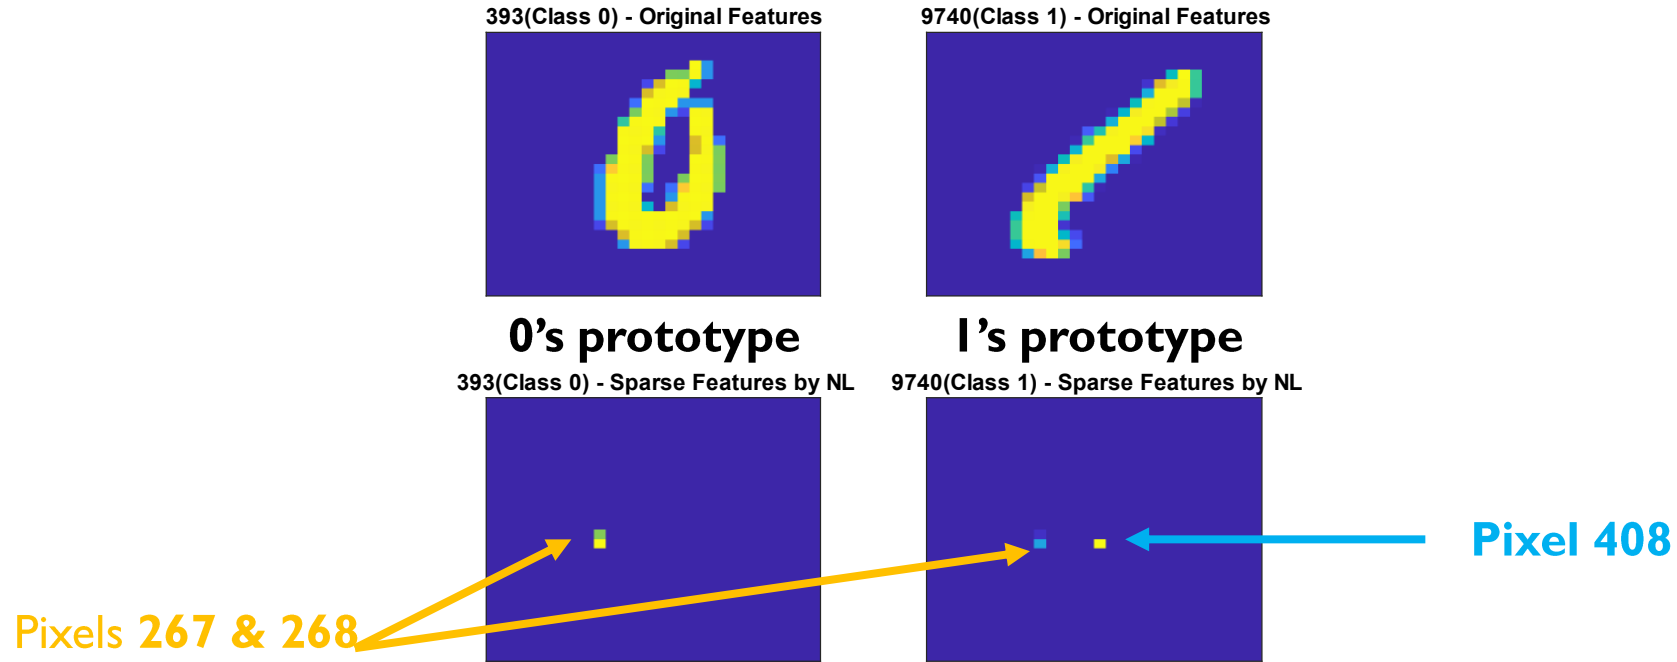 393(Class 0) - Original Features
9740(Class 1) - Original Features
0's prototype
1's prototype
393(Class 0) - Sparse Features by NL
9740(Class 1) - Sparse Features by NL
Pixel 408
Pixels 267 & 268